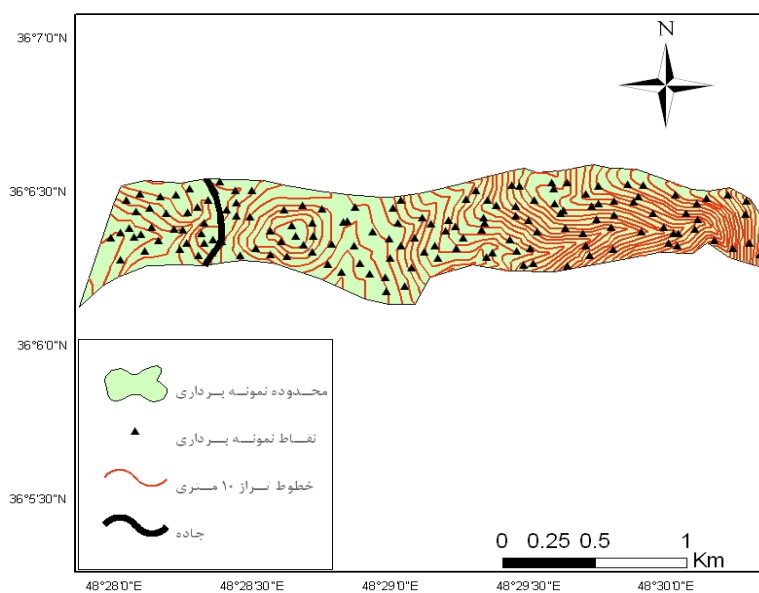 36°7'0"N
N
36°6'30"N
36°6'0"N
محدوده نمونه برداری
نقاط نمونه برداری
خطوط تراز ۱۰ متری
جاده
36°5'30"N
0 0.25 0.5 1
Km
48°28'0"E 48°28'30"E 48°29'0"E 48°29'30"E 48°30'0"E